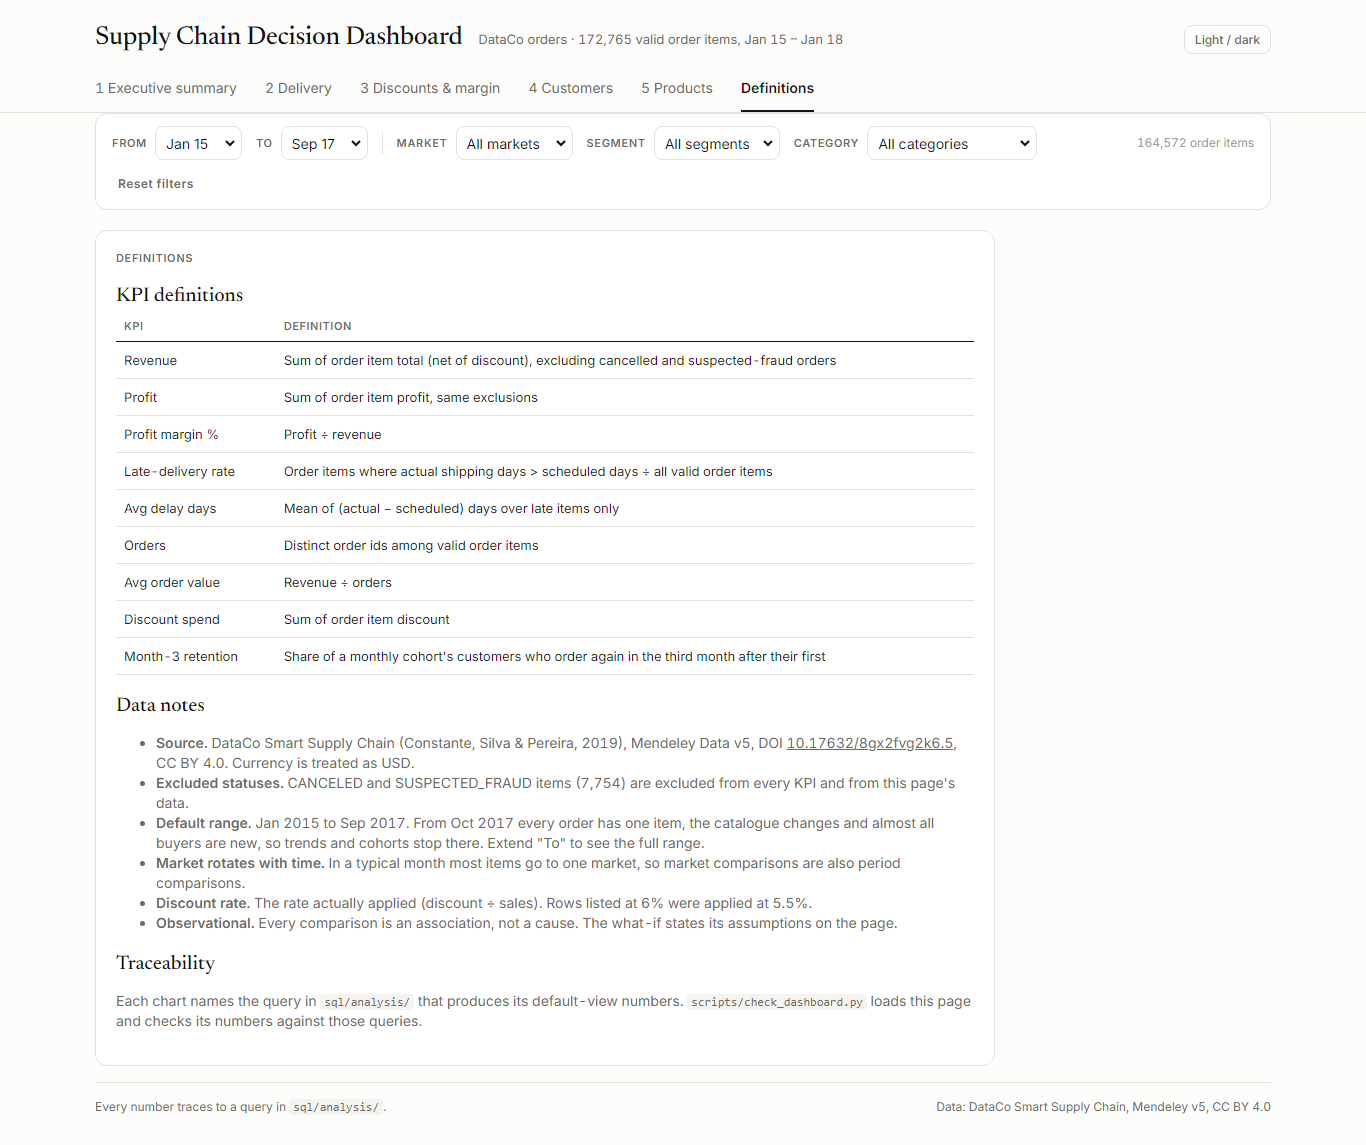 Supply Chain Decision Dashboard
DataCo orders · 172,765 valid order items, Jan 15 – Jan 18
Light / dark
1 Executive summary
2 Delivery
3 Discounts & margin
4 Customers
5 Products
Definitions
FROM Jan 15 TO Sep 17 MARKET All markets SEGMENT All segments CATEGORY All categories 164,572 order items
Reset filters
DEFINITIONS
KPI definitions
KPI DEFINITION
Revenue Sum of order item total (net of discount), excluding cancelled and suspected-fraud orders
Profit Sum of order item profit, same exclusions
Profit margin % Profit ÷ revenue
Late-delivery rate Order items where actual shipping days > scheduled days ÷ all valid order items
Avg delay days Mean of (actual − scheduled) days over late items only
Orders Distinct order ids among valid order items
Avg order value Revenue ÷ orders
Discount spend Sum of order item discount
Month-3 retention Share of a monthly cohort's customers who order again in the third month after their first
Data notes
• Source. DataCo Smart Supply Chain (Constante, Silva & Pereira, 2019), Mendeley Data v5, DOI 10.17632/8gx2fvg2k6.5,
CC BY 4.0. Currency is treated as USD.
• Excluded statuses. CANCELED and SUSPECTED_FRAUD items (7,754) are excluded from every KPI and from this page's
data.
• Default range. Jan 2015 to Sep 2017. From Oct 2017 every order has one item, the catalogue changes and almost all
buyers are new, so trends and cohorts stop there. Extend "To" to see the full range.
• Market rotates with time. In a typical month most items go to one market, so market comparisons are also period
comparisons.
• Discount rate. The rate actually applied (discount ÷ sales). Rows listed at 6% were applied at 5.5%.
• Observational. Every comparison is an association, not a cause. The what-if states its assumptions on the page.
Traceability
Each chart names the query in sql/analysis/ that produces its default-view numbers. scripts/check_dashboard.py loads this page
and checks its numbers against those queries.
Every number traces to a query in sql/analysis/.
Data: DataCo Smart Supply Chain, Mendeley v5, CC BY 4.0